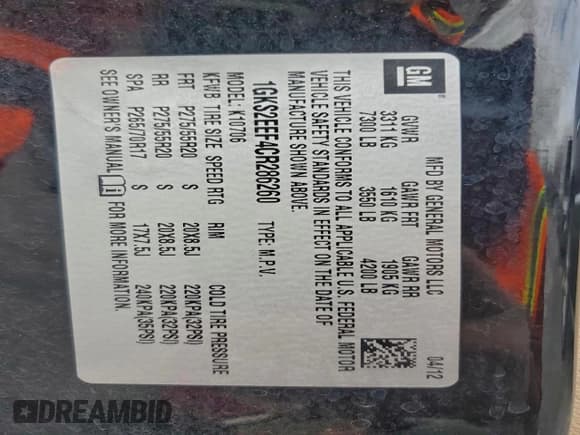 GM
MFD BY GENERAL MOTORS LLC 04/12
GVWR GAWR FRT GAWR RR
3311 KG 1610 KG 1905 KG
7300 LB 3550 LB 4200 LB
THIS VEHICLE CONFORMS TO ALL APPLICABLE U.S. FEDERAL MOTOR
VEHICLE SAFETY STANDARDS IN EFFECT ON THE DATE OF
MANUFACTURE SHOWN ABOVE.
1GKS2EEF4CR286260 TYPE: M.P.V.
MODEL: K10706
KFWB TIRE SIZE SPEED RTG RIM COLD TIRE PRESSURE
FRT P275/55R20 S 20X8.5J 220KPA(32PSI)
RR P275/55R20 S 20X8.5J 220KPA(32PSI)
SPA P265/70R17 S 17X7.5J 240KPA(35PSI)
SEE OWNER'S MANUAL FOR MORE INFORMATION.
DREAMBID